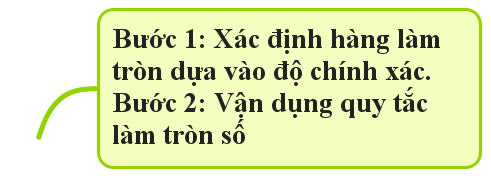 Bước 1: Xác định hàng làm
tròn dựa vào độ chính xác.
Bước 2: Vận dụng quy tắc
làm tròn số